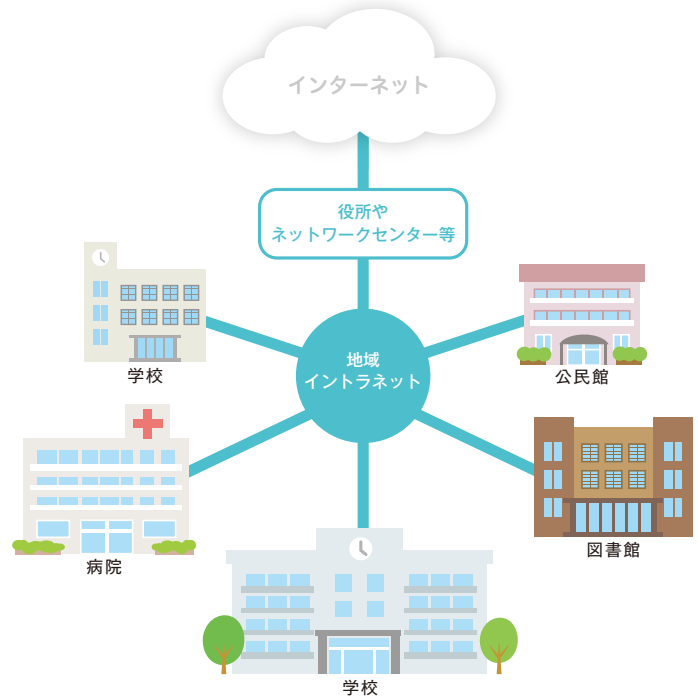 インターネット
役所や
ネットワークセンター等
学校
地域
イントラネット
公民館
病院
図書館
学校